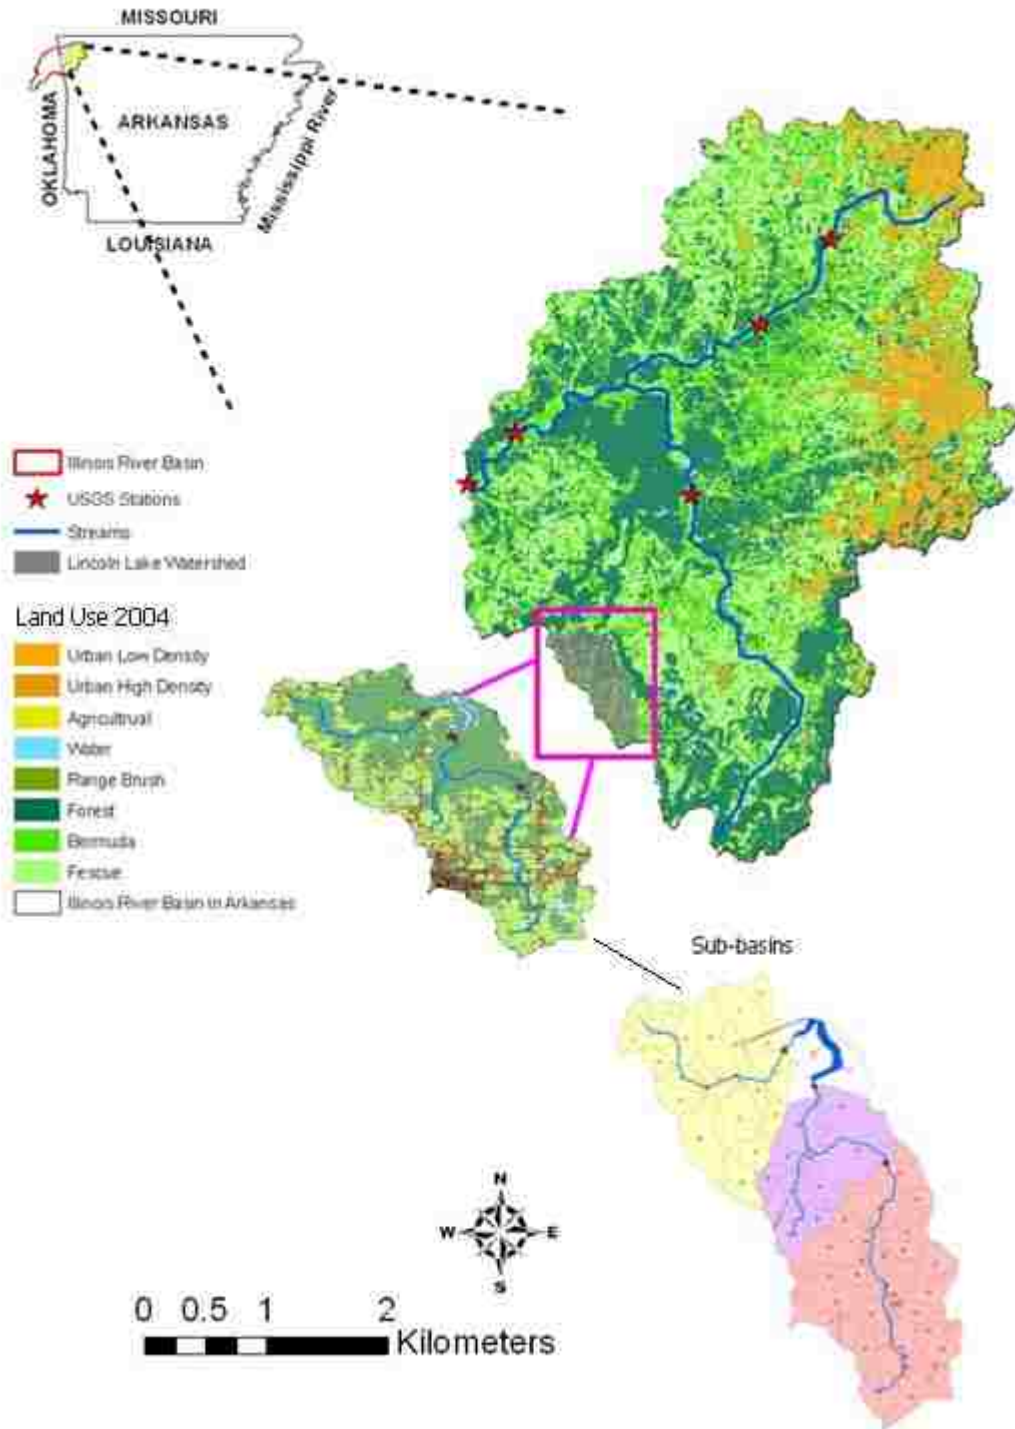 MISSOURI
OKLAHOMA
ARKANSAS
Mississippi River
LOUISIANA
Illinois River Basin
USGS Stations
Streams
Lincoln Lake Watershed
Land Use 2004
Urban Low Density
Urban High Density
Agricultrual
Water
Range Brush
Forest
Bermuda
Fescue
Illinois River Basin in Arkansas
Sub-basins
N
W
E
S
0 0.5 1 2
Kilometers